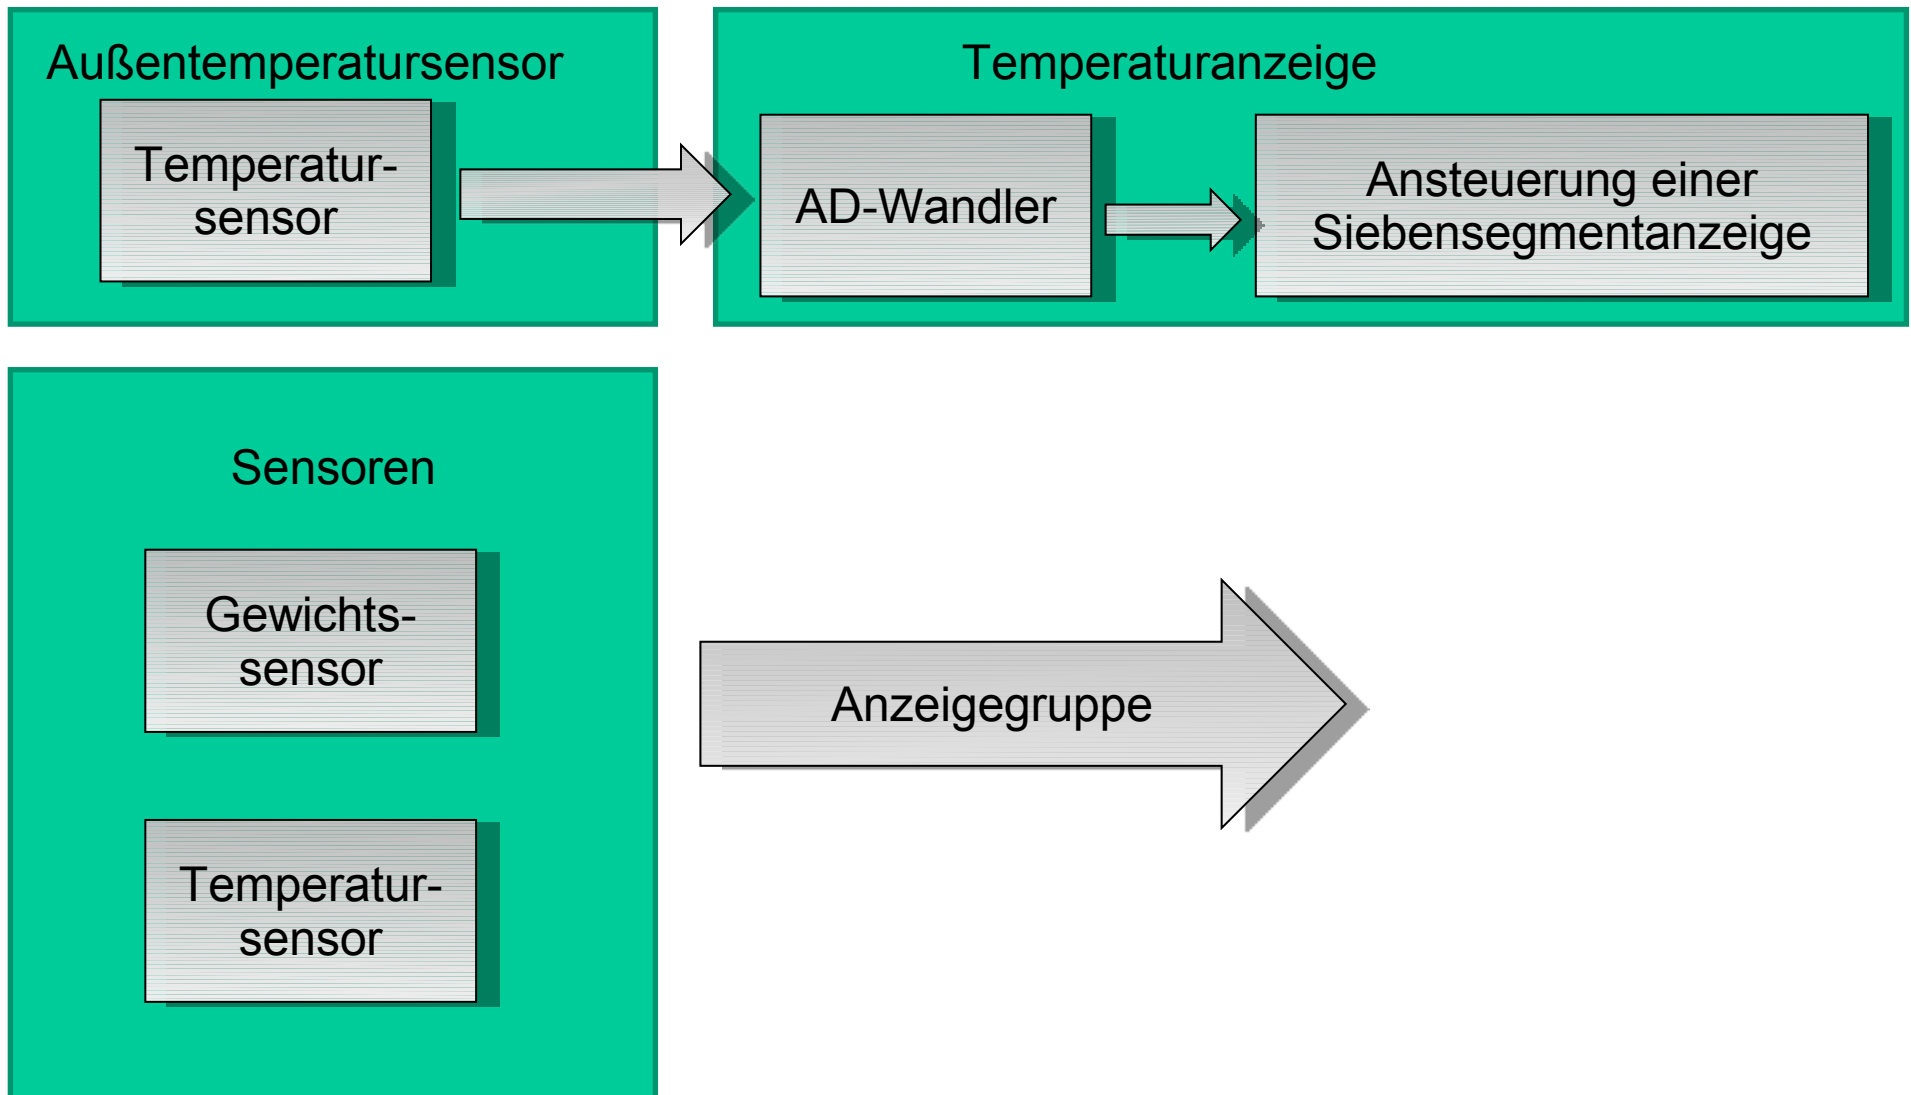 Außentemperatursensor
Temperatur-
sensor
Temperaturanzeige
AD-Wandler
Ansteuerung einer
Siebensegmentanzeige
Sensoren
Gewichts-
sensor
Temperatur-
sensor
Anzeigegruppe